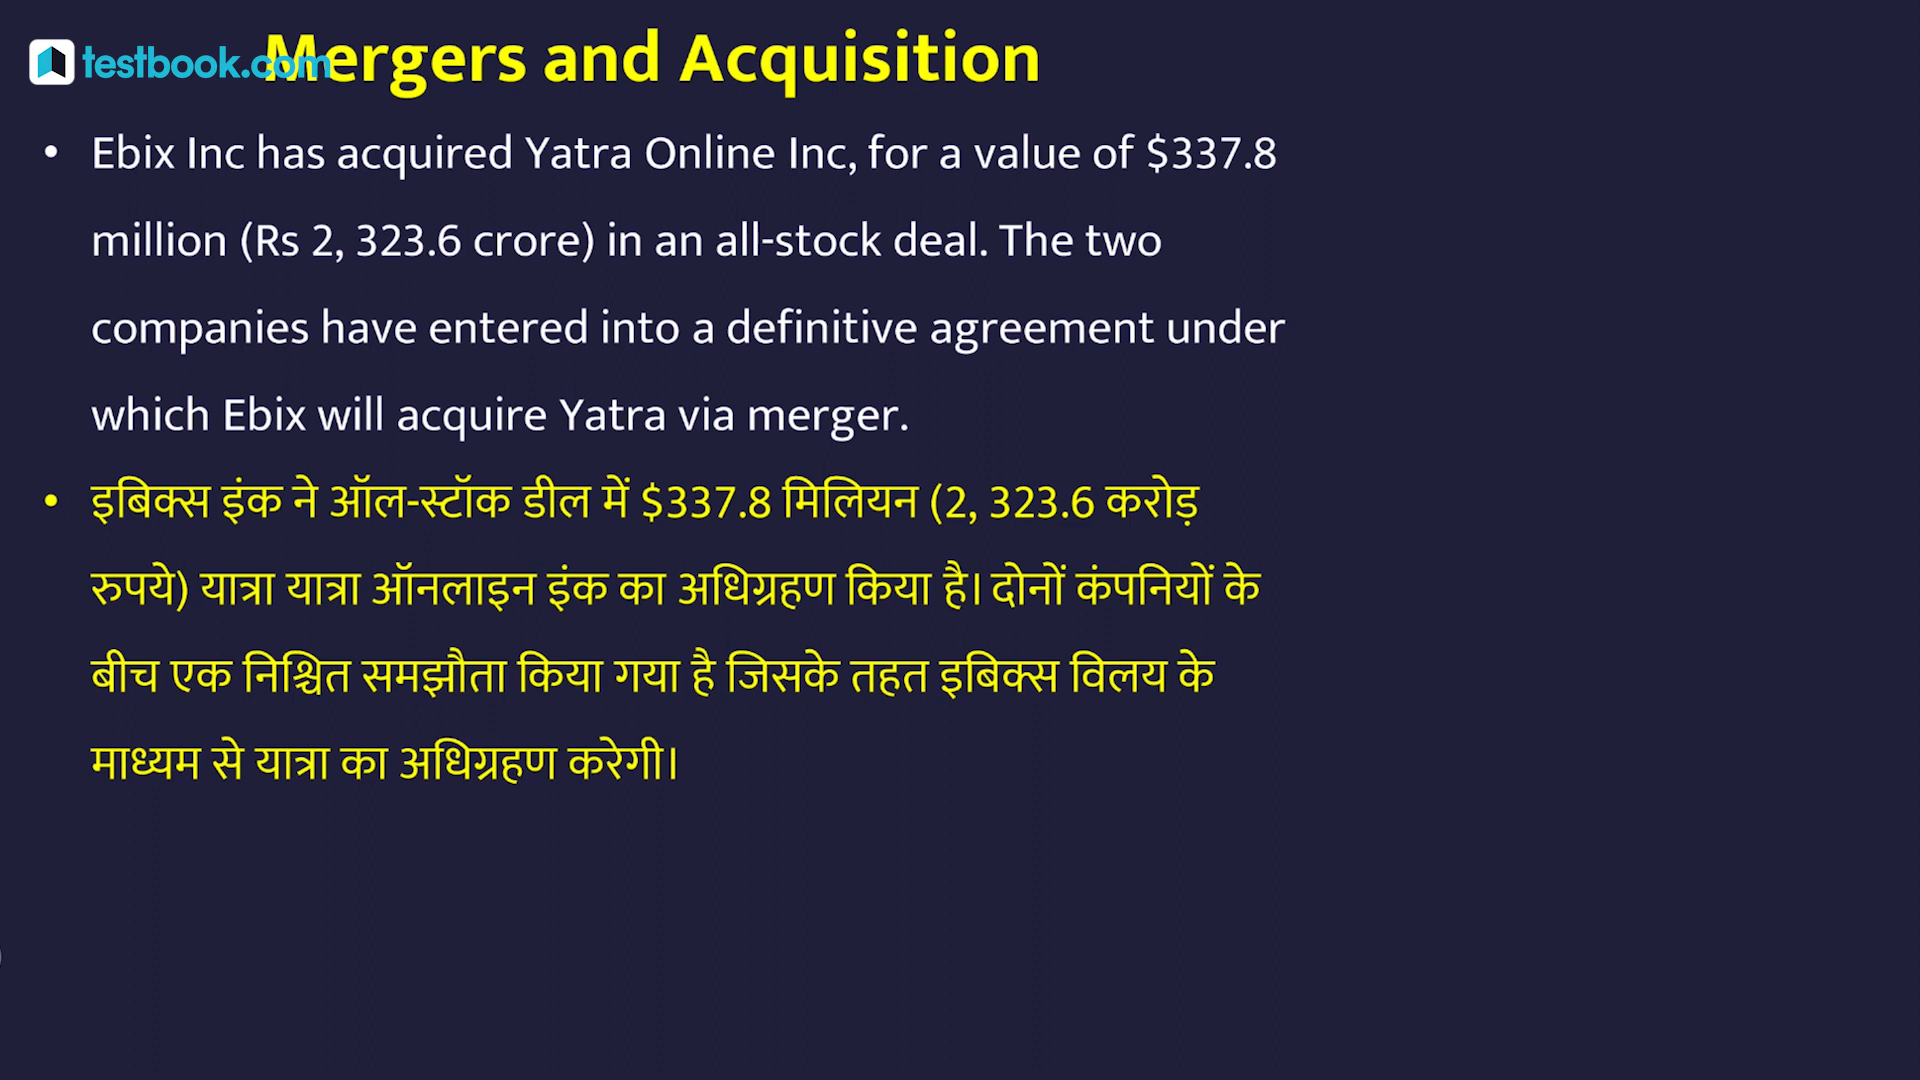 testbook.com
Mergers and Acquisition
• Ebix Inc has acquired Yatra Online Inc, for a value of $337.8
million (Rs 2, 323.6 crore) in an all-stock deal. The two
companies have entered into a definitive agreement under
which Ebix will acquire Yatra via merger.
• इबिक्स इंक ने ऑल-स्टॉक डील में $337.8 मिलियन (2, 323.6 करोड़
रुपये) यात्रा यात्रा ऑनलाइन इंक का अधिग्रहण किया है। दोनों कंपनियों के
बीच एक निश्चित समझौता किया गया है जिसके तहत इबिक्स विलय के
माध्यम से यात्रा का अधिग्रहण करेगी।